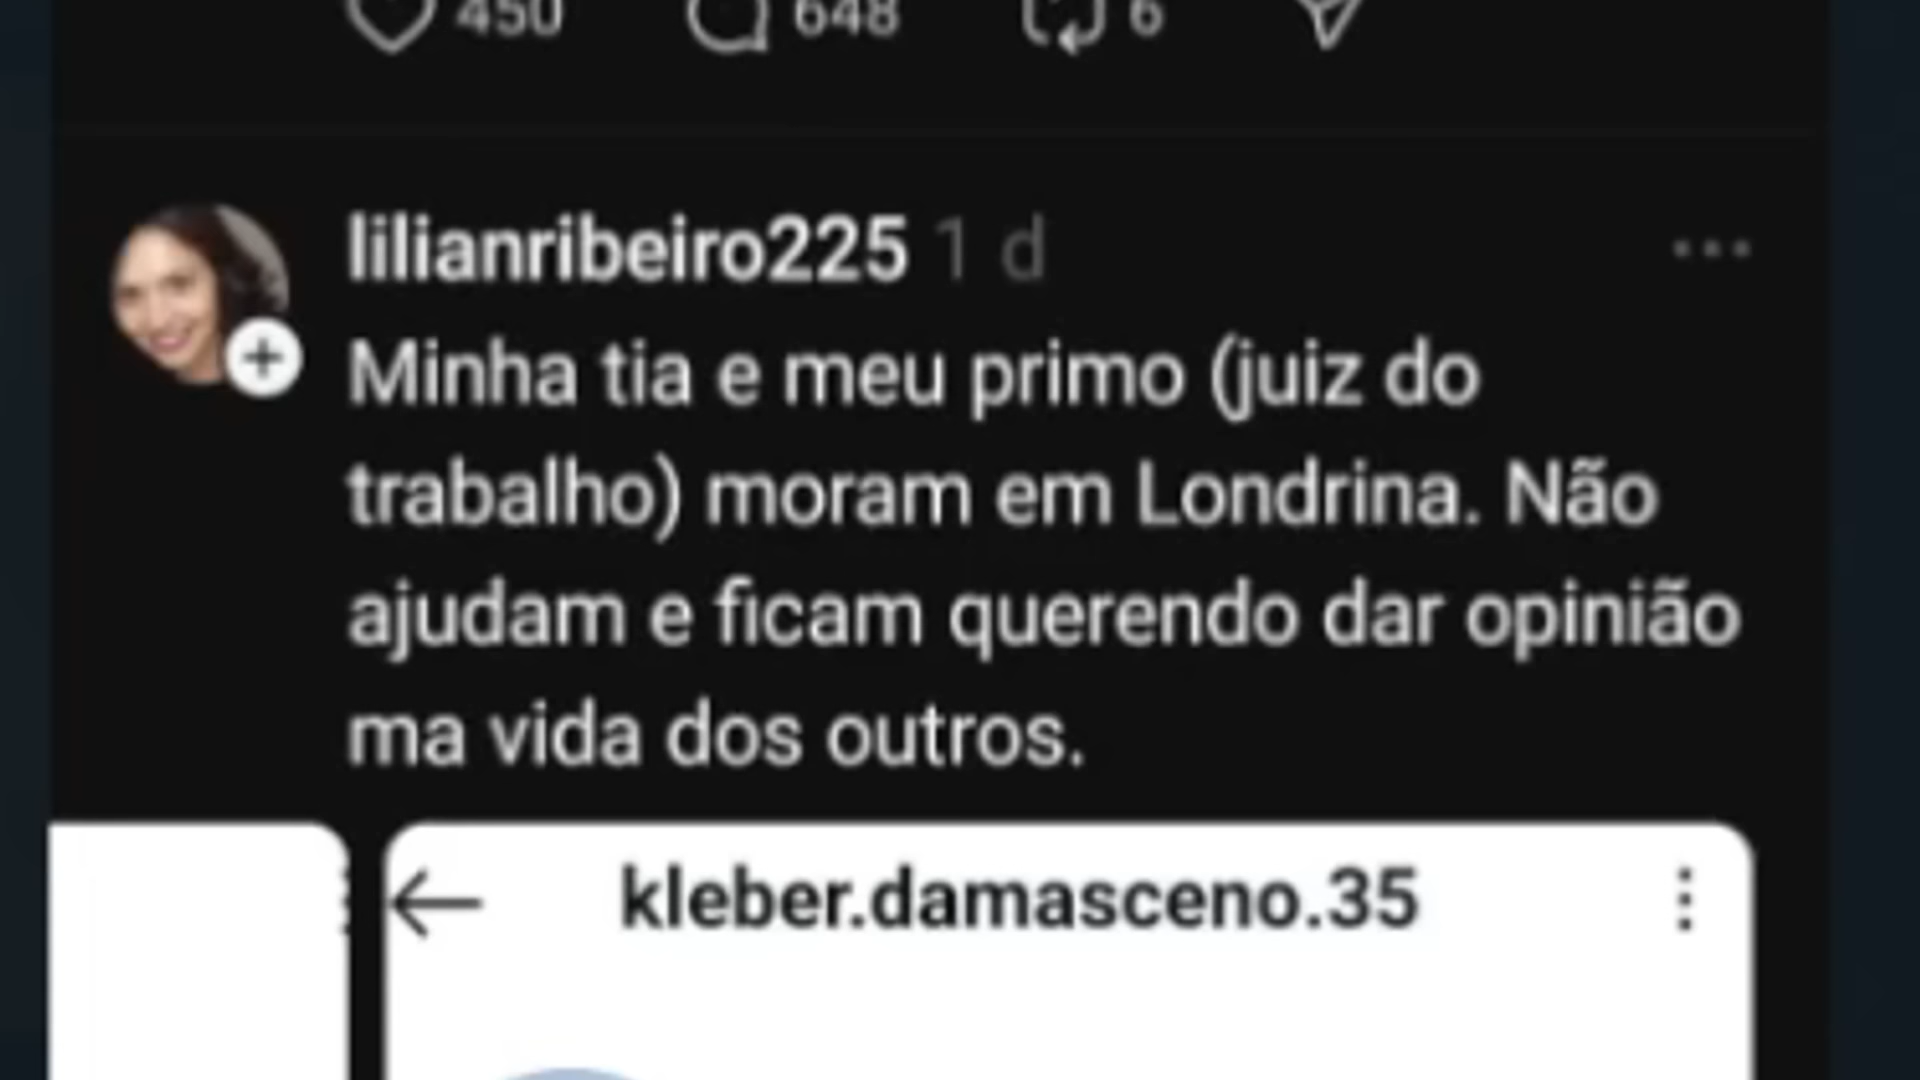 450 648 6
lilianribeiro225 1 d
Minha tia e meu primo (juiz do
trabalho) moram em Londrina. Não
ajudam e ficam querendo dar opinião
ma vida dos outros.
kleber.damasceno.35